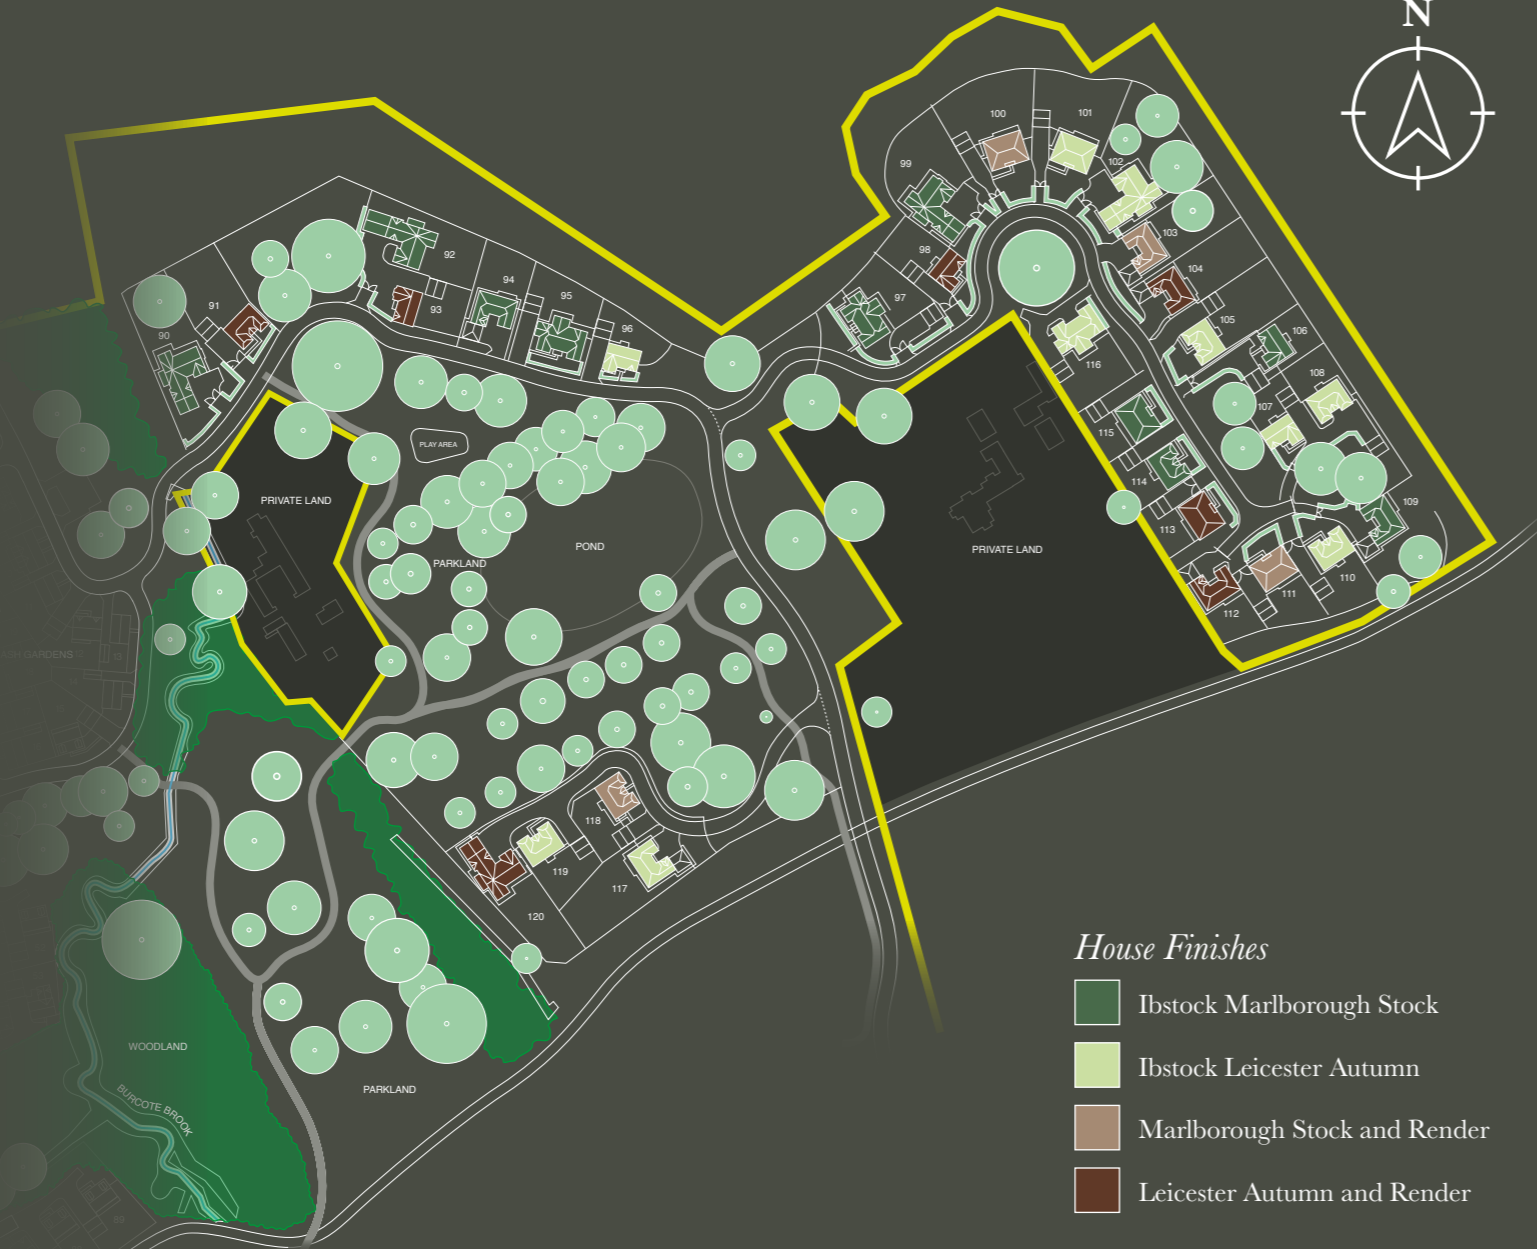 N
100
101
99
102
103
98
104
97
105
106
116
108
107
115
114
109
113
110
111
112
92
94
95
96
93
91
90
PLAY AREA
PRIVATE LAND
POND
PARKLAND
PRIVATE LAND
GARDENS
118
119
117
120
WOODLAND
BURCOTE BROOK
PARKLAND
House Finishes
Ibstock Marlborough Stock
Ibstock Leicester Autumn
Marlborough Stock and Render
Leicester Autumn and Render